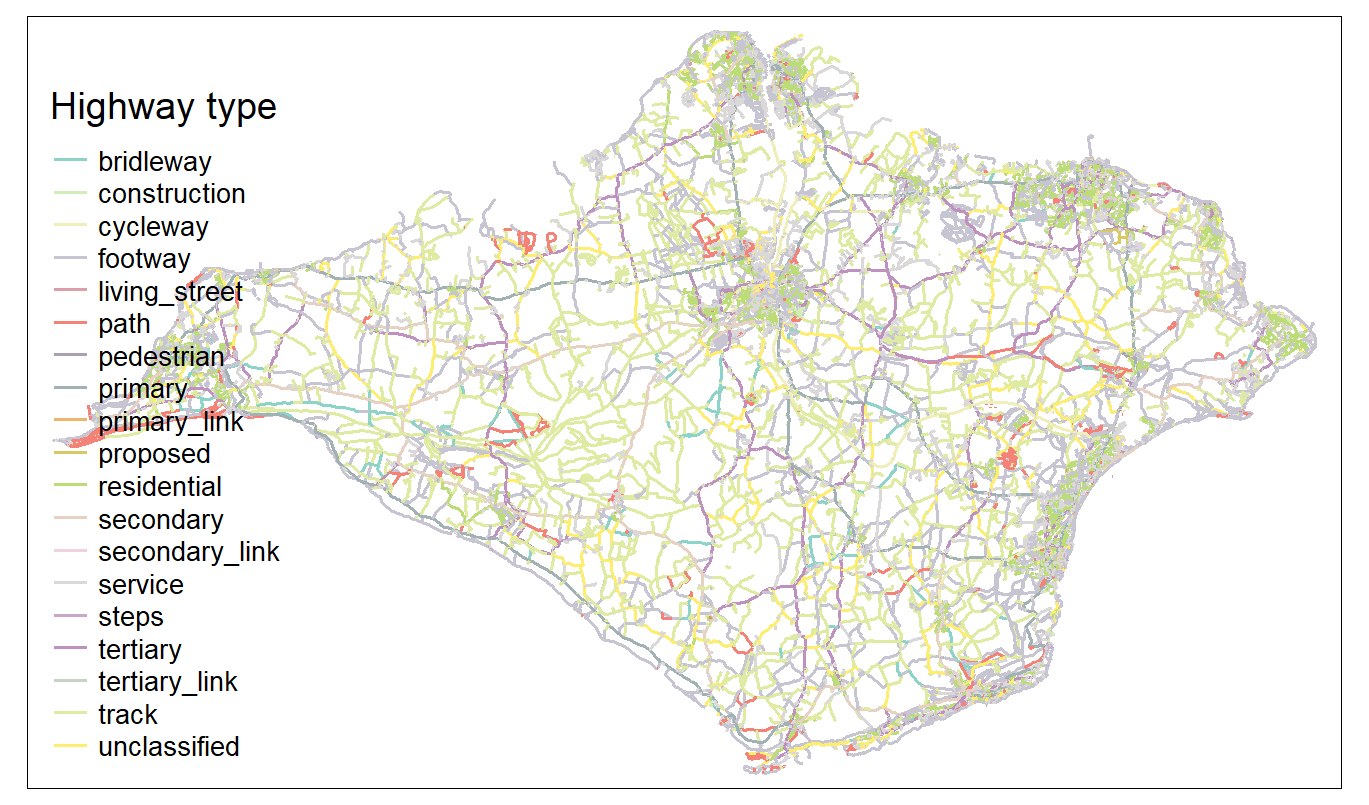 Highway type
bridleway
construction
cycleway
footway
living_street
path
pedestrian
primary
primary_link
proposed
residential
secondary
secondary_link
service
steps
tertiary
tertiary_link
track
unclassified